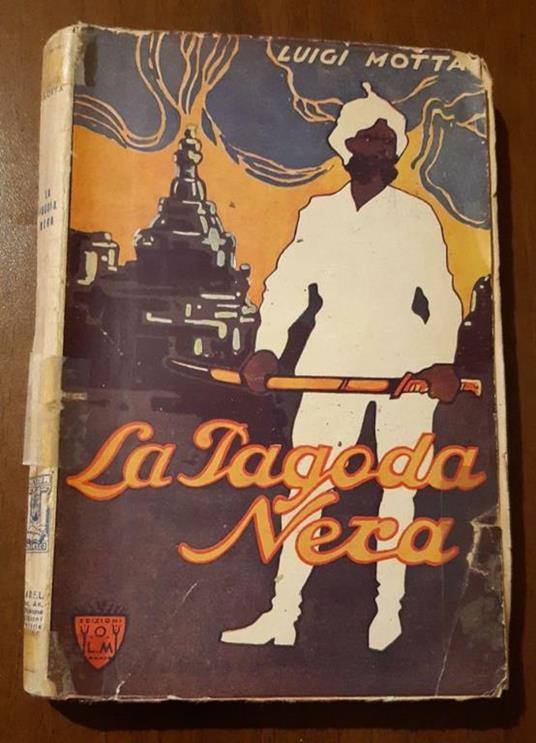 LUIGI MOTTA
La Pagoda
Nera
EDIZIONI
O
L.M
LA
PAGODA
NERA